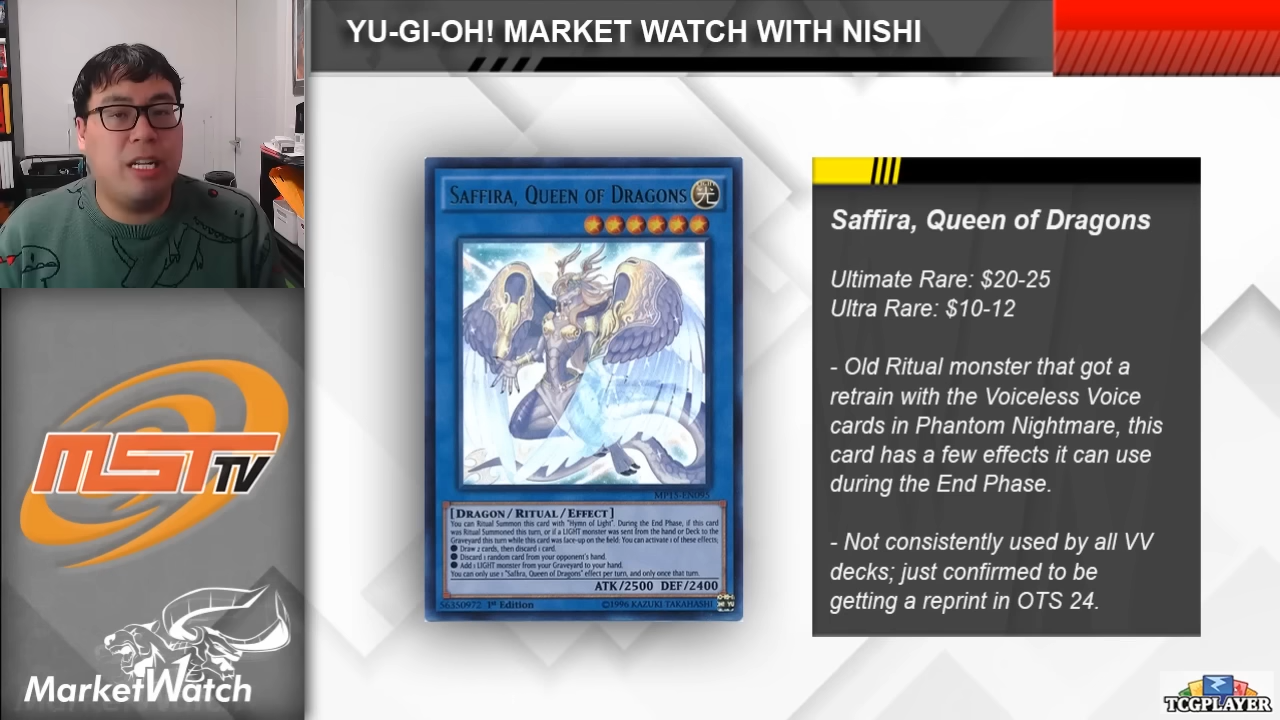 YU-GI-OH! MARKET WATCH WITH NISHI
SAFFIRA, QUEEN OF DRAGONS
光
MP15-EN095
[DRAGON/RITUAL/EFFECT]
You can Ritual Summon this card with "Hymn of Light". During the End Phase, if this card
was Ritual Summoned this turn, or if a LIGHT monster was sent from the hand or Deck to the
Graveyard this turn while this card was face-up on the field: You can activate 1 of these effects;
● Draw 2 cards, then discard 1 card.
● Discard 1 random card from your opponent's hand.
● Add 1 LIGHT monster from your Graveyard to your hand.
You can only use 1 "Saffira, Queen of Dragons" effect per turn, and only once that turn.
ATK/2500 DEF/2400
56350972 1st Edition ©1996 KAZUKI TAKAHASHI
Saffira, Queen of Dragons
Ultimate Rare: $20-25
Ultra Rare: $10-12
- Old Ritual monster that got a
retrain with the Voiceless Voice
cards in Phantom Nightmare, this
card has a few effects it can use
during the End Phase.
- Not consistently used by all VV
decks; just confirmed to be
getting a reprint in OTS 24.
MST TV
MarketWatch
TCGPLAYER